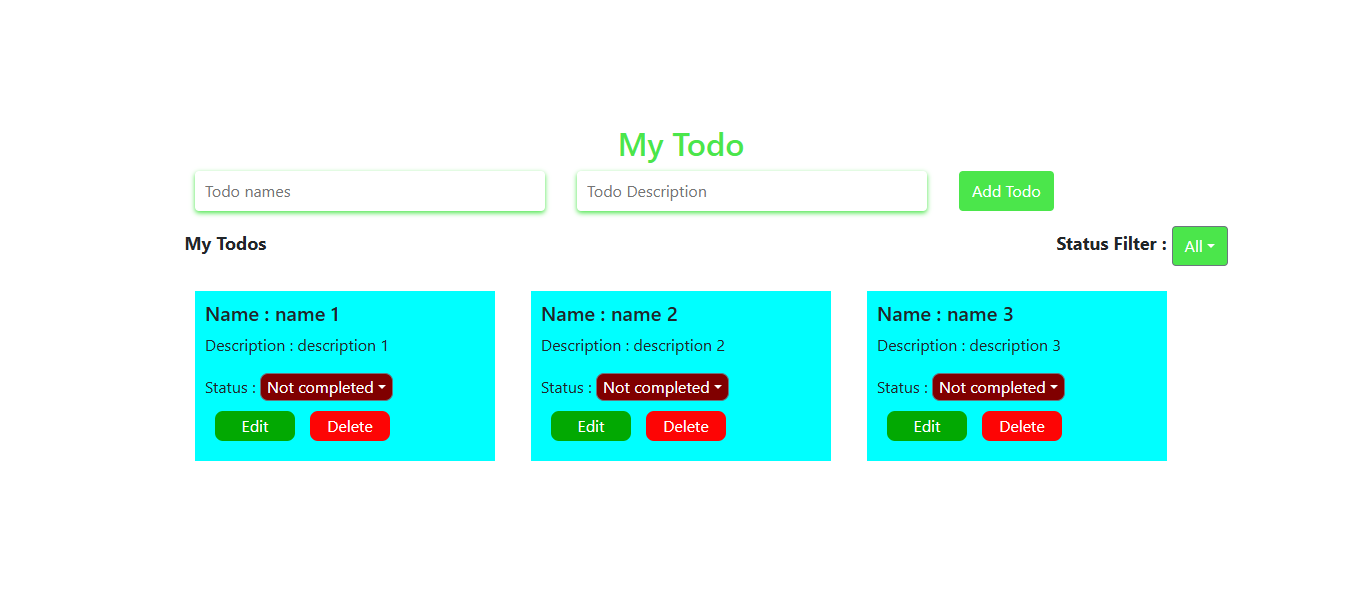 My Todo
Todo names Todo Description Add Todo
My Todos Status Filter : All
Name : name 1
Description : description 1
Status : Not completed
Edit Delete
Name : name 2
Description : description 2
Status : Not completed
Edit Delete
Name : name 3
Description : description 3
Status : Not completed
Edit Delete